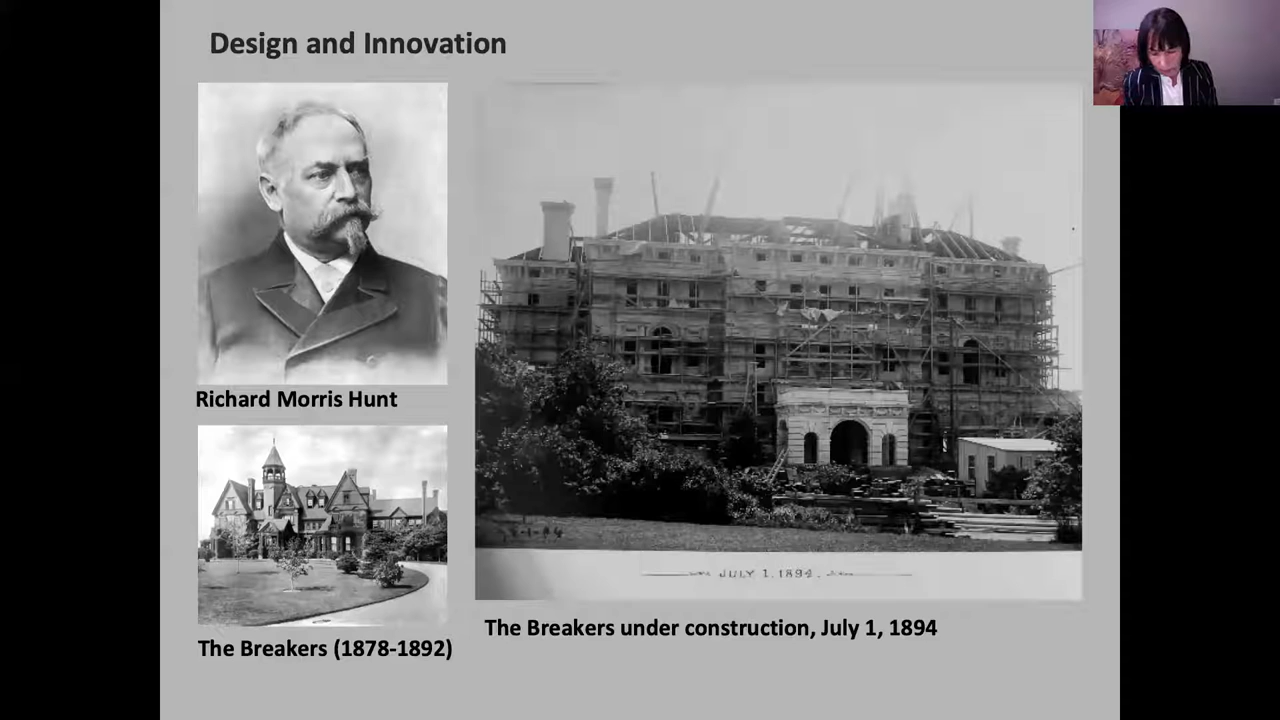 Design and Innovation
Richard Morris Hunt
The Breakers (1878-1892)
JULY 1, 1894.
The Breakers under construction, July 1, 1894